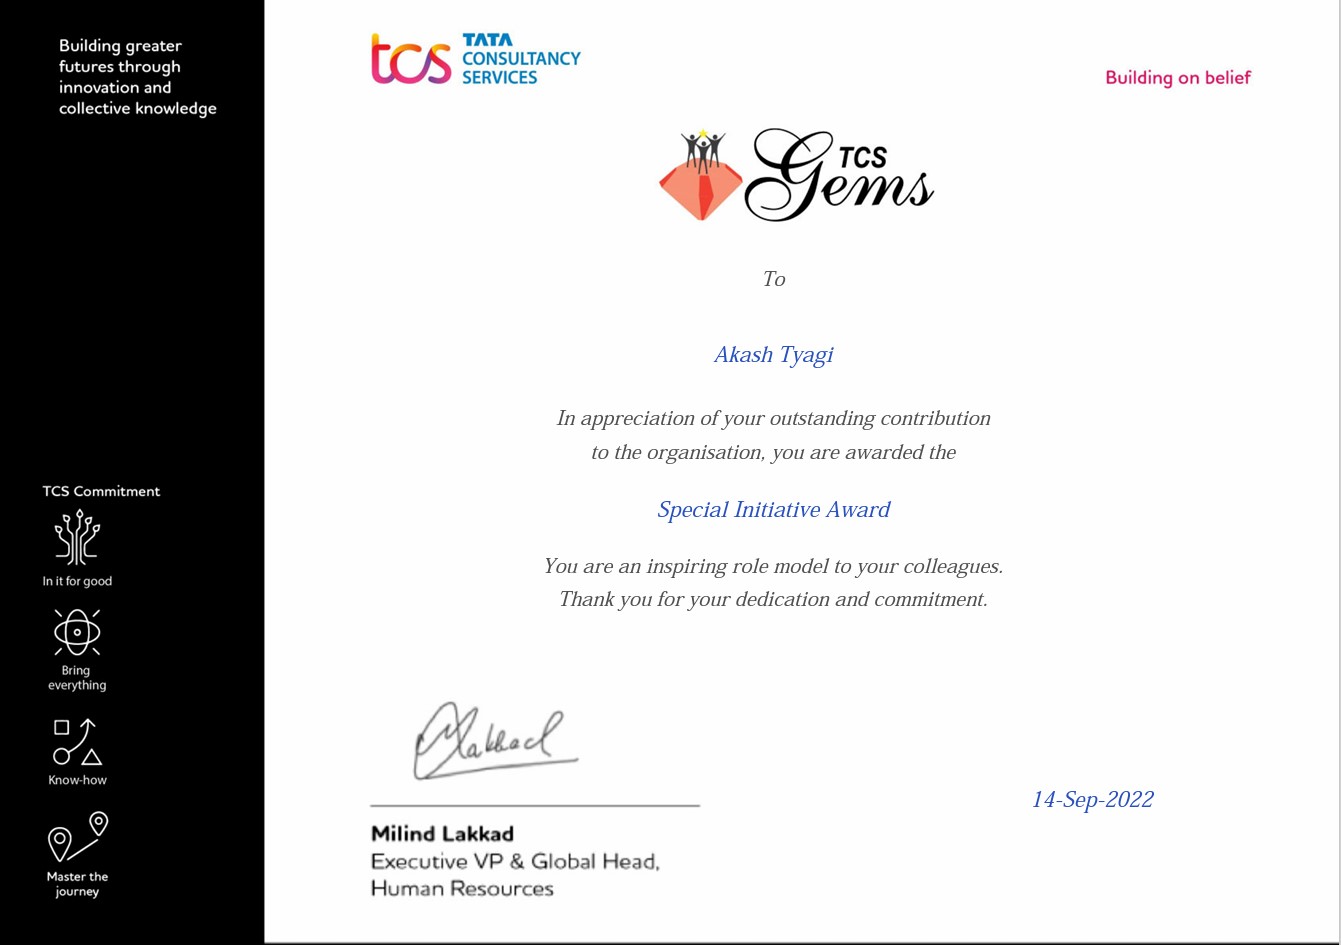 Building greater
futures through
innovation and
collective knowledge
tcs
TATA
CONSULTANCY
SERVICES
Building on belief
TCS
Gems
To
Akash Tyagi
In appreciation of your outstanding contribution
to the organisation, you are awarded the
Special Initiative Award
You are an inspiring role model to your colleagues.
Thank you for your dedication and commitment.
TCS Commitment
In it for good
Bring
everything
Know-how
Master the
journey
Lakkad
Milind Lakkad
Executive VP & Global Head,
Human Resources
14-Sep-2022